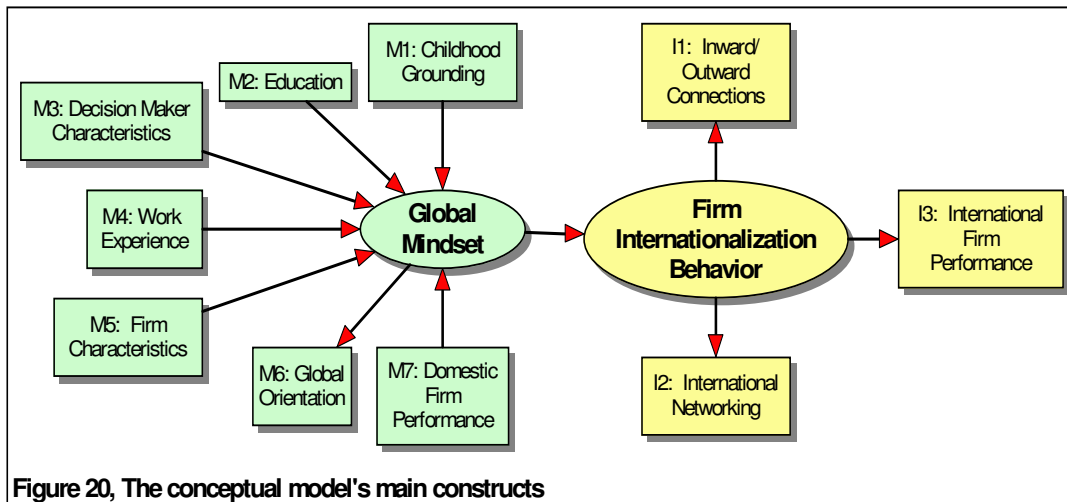 M1: Childhood
Grounding
I1: Inward/
Outward
Connections
M2: Education
M3: Decision Maker
Characteristics
M4: Work
Experience
Global
Mindset
Firm
Internationalization
Behavior
I3: International
Firm
Performance
M5: Firm
Characteristics
M6: Global
Orientation
M7: Domestic
Firm
Performance
I2: International
Networking
Figure 20, The conceptual model's main constructs